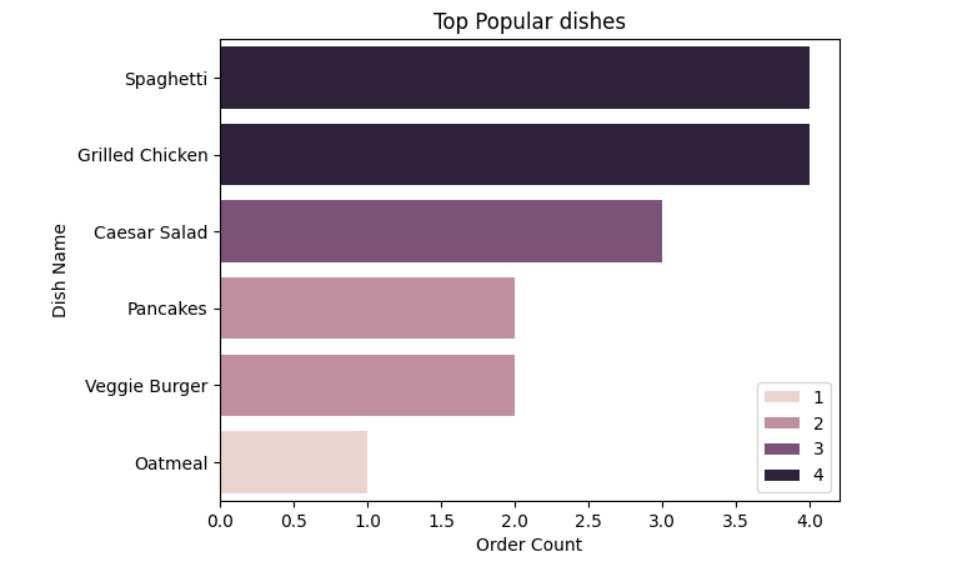 Top Popular dishes
Dish Name
Spaghetti
Grilled Chicken
Caesar Salad
Pancakes
Veggie Burger
Oatmeal
1
2
3
4
0.0 0.5 1.0 1.5 2.0 2.5 3.0 3.5 4.0
Order Count